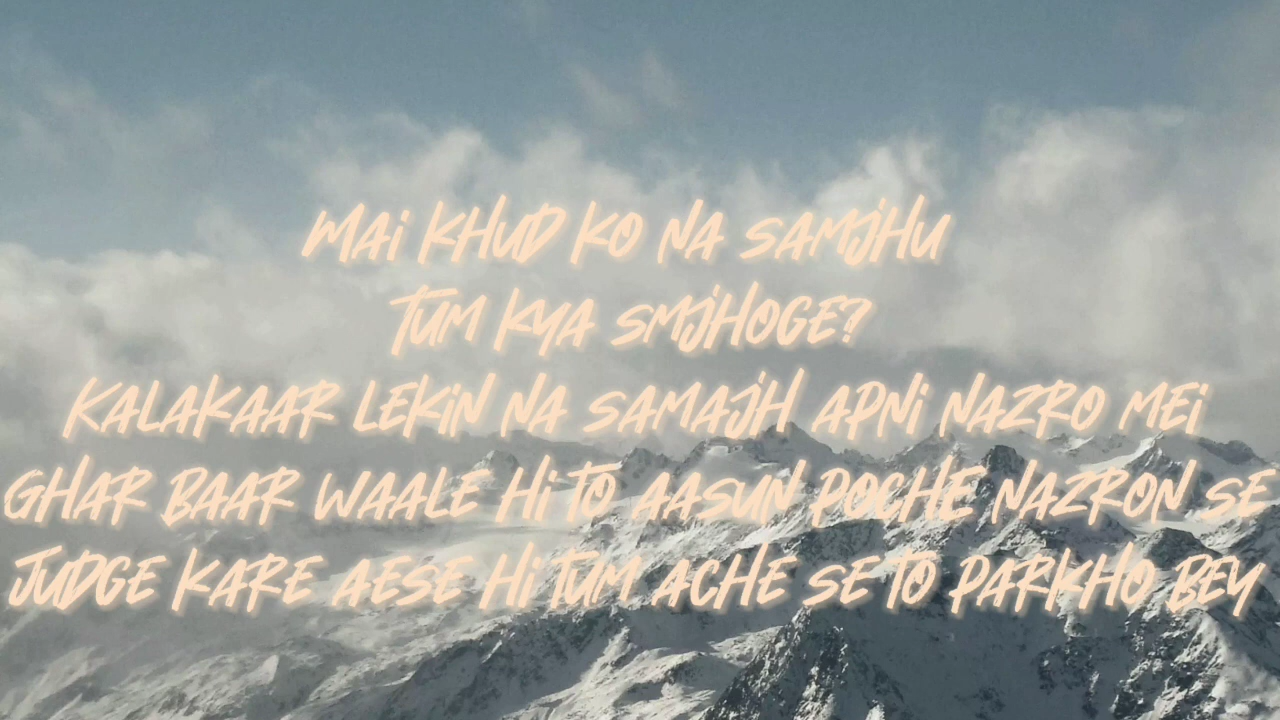 MAi KHUD KO NA SAMJHU
TUM KYA SMJHOGE?
KALAKAAR LEKiN NA SAMAJH APNi NAZRO MEi
GHAR BAAR WAALE Hi TO AASUN POCHE NAZRON SE
JUDGE KARE AESE Hi TUM ACHE SE TO PARKHO BEY